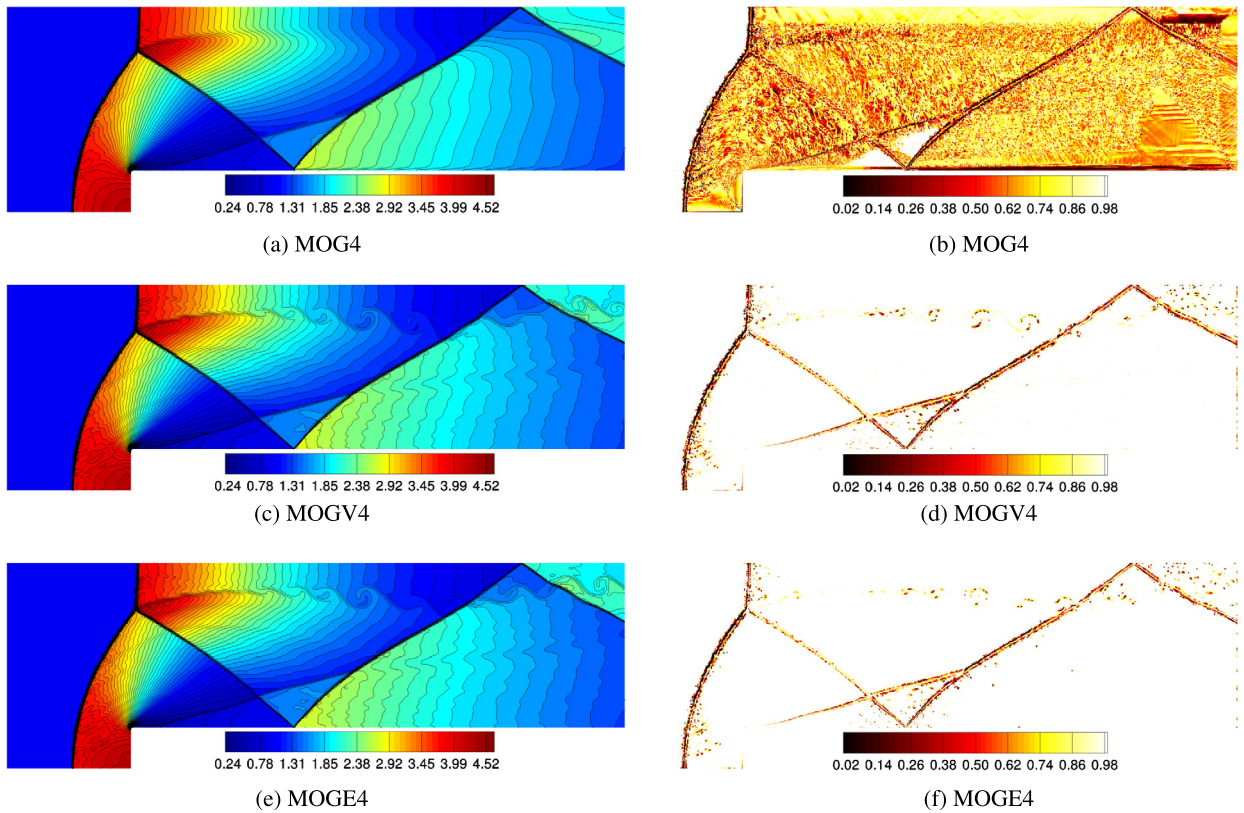 0.24 0.78 1.31 1.85 2.38 2.92 3.45 3.99 4.52
0.02 0.14 0.26 0.38 0.50 0.62 0.74 0.86 0.98
(a) MOG4
(b) MOG4
0.24 0.78 1.31 1.85 2.38 2.92 3.45 3.99 4.52
0.02 0.14 0.26 0.38 0.50 0.62 0.74 0.86 0.98
(c) MOGV4
(d) MOGV4
0.24 0.78 1.31 1.85 2.38 2.92 3.45 3.99 4.52
0.02 0.14 0.26 0.38 0.50 0.62 0.74 0.86 0.98
(e) MOGE4
(f) MOGE4